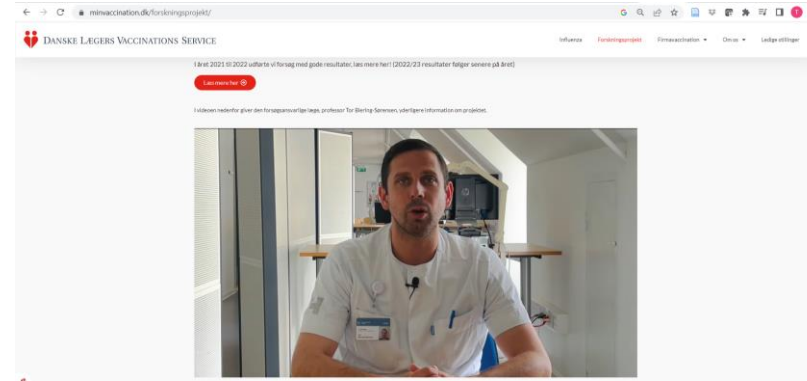 minvaccination.dk/forskningsprojekt/
DANSKE LÆGERS VACCINATIONS SERVICE
Influenza Forskningsprojekt Firmavaccination Om os Ledige stillinger
I året 2021 til 2022 udførte vi forsøg med gode resultater, læs mere her! (2022/23 resultater følger senere på året)
Læs mere her
I videoen nedenfor giver den forsøgsansvarlige læge, professor Tor Biering-Sørensen, yderligere information om projektet.